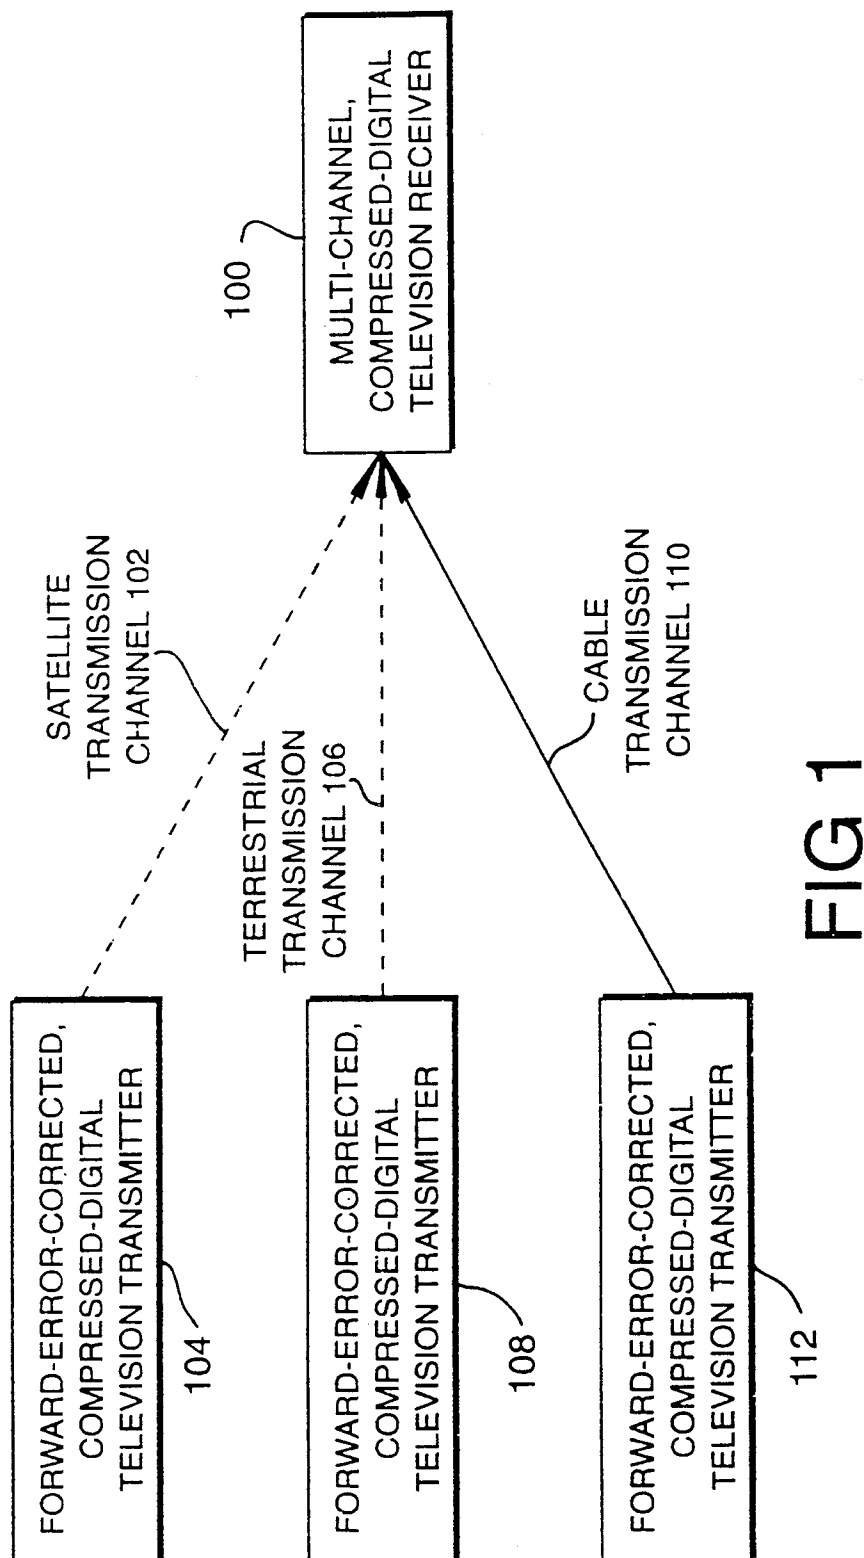 FORWARD-ERROR-CORRECTED,
COMPRESSED-DIGITAL
TELEVISION TRANSMITTER
104
SATELLITE
TRANSMISSION
CHANNEL 102
FORWARD-ERROR-CORRECTED,
COMPRESSED-DIGITAL
TELEVISION TRANSMITTER
108
TERRESTRIAL
TRANSMISSION
CHANNEL 106
100
MULTI-CHANNEL,
COMPRESSED-DIGITAL
TELEVISION RECEIVER
FORWARD-ERROR-CORRECTED,
COMPRESSED-DIGITAL
TELEVISION TRANSMITTER
112
CABLE
TRANSMISSION
CHANNEL 110
FIG 1